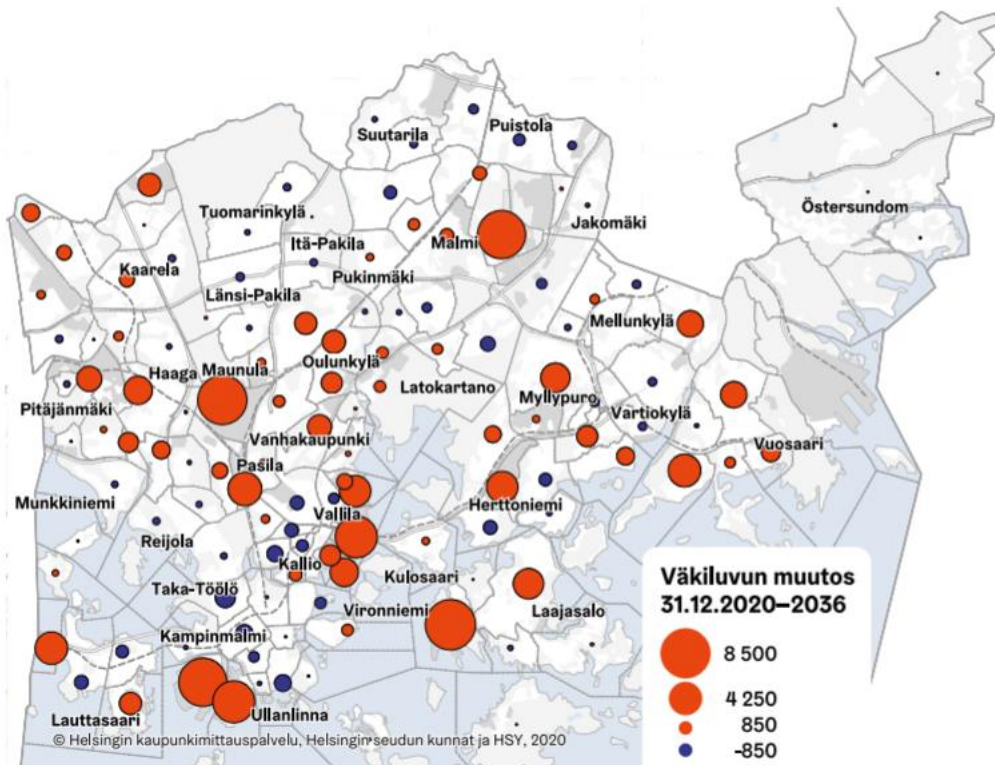 Suutarila
Puistola
Tuomarinkylä
Östersundom
Jakomäki
Itä-Pakila
Malmi
Kaarela
Pukinmäki
Länsi-Pakila
Mellunkylä
Oulunkylä
Haaga
Maunula
Latokartano
Myllypuro
Pitäjänmäki
Vartiokylä
Vanhakaupunki
Vuosaari
Pasila
Munkkiniemi
Vallila
Herttoniemi
Reijola
Kallio
Kulosaari
Taka-Töölö
Vironniemi
Laajasalo
Kampinmalmi
Lauttasaari
Ullanlinna
Väkiluvun muutos
31.12.2020–2036
8 500
4 250
850
-850
© Helsingin kaupunkimittauspalvelu, Helsingin seudun kunnat ja HSY, 2020